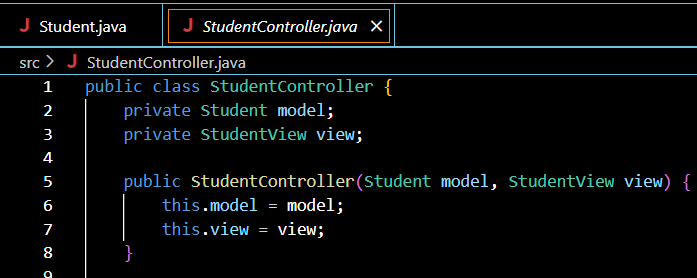 J Student.java J StudentController.java ×
src > J StudentController.java
1 public class StudentController {
2     private Student model;
3     private StudentView view;
4
5     public StudentController(Student model, StudentView view) {
6         this.model = model;
7         this.view = view;
8     }
9